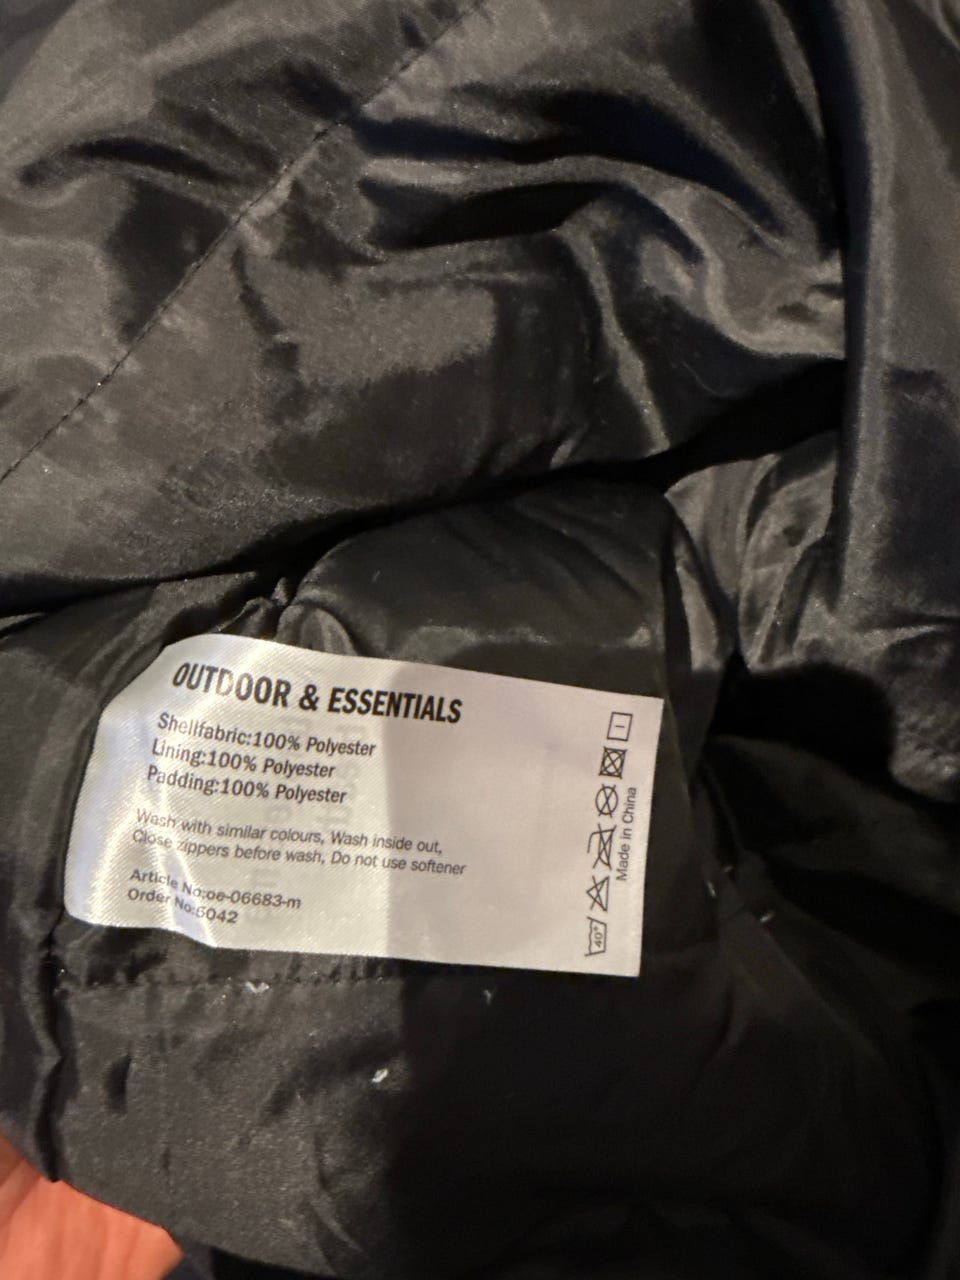 OUTDOOR & ESSENTIALS
Shellfabric:100% Polyester
Lining:100% Polyester
Padding:100% Polyester
Wash with similar colours, Wash inside out,
Close zippers before wash, Do not use softener
Article No:oe-06683-m
Order No:6042
Made in China
40°